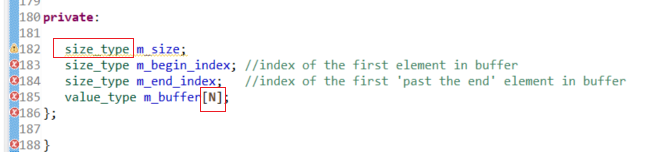 179
180 private:
181
182 size_type m_size;
183 size_type m_begin_index; //index of the first element in buffer
184 size_type m_end_index; //index of the first 'past the end' element in buffer
185 value_type m_buffer[N];
186 };
187
188 }